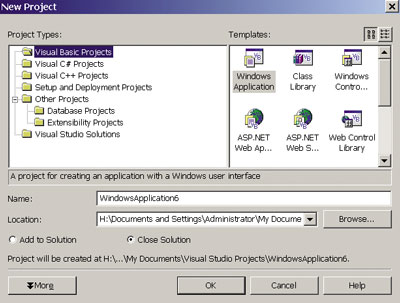 New Project
Project Types:
Templates:
Visual Basic Projects
Visual C# Projects
Visual C++ Projects
Setup and Deployment Projects
Other Projects
Database Projects
Extensibility Projects
Visual Studio Solutions
Windows Application
Class Library
Windows Contro...
ASP.NET Web Ap...
ASP.NET Web S...
Web Control Library
A project for creating an application with a Windows user interface
Name:
WindowsApplication6
Location:
H:\Documents and Settings\Administrator\My Docume
Browse...
Add to Solution
Close Solution
Project will be created at H:\...\My Documents\Visual Studio Projects\WindowsApplication6.
More
OK
Cancel
Help